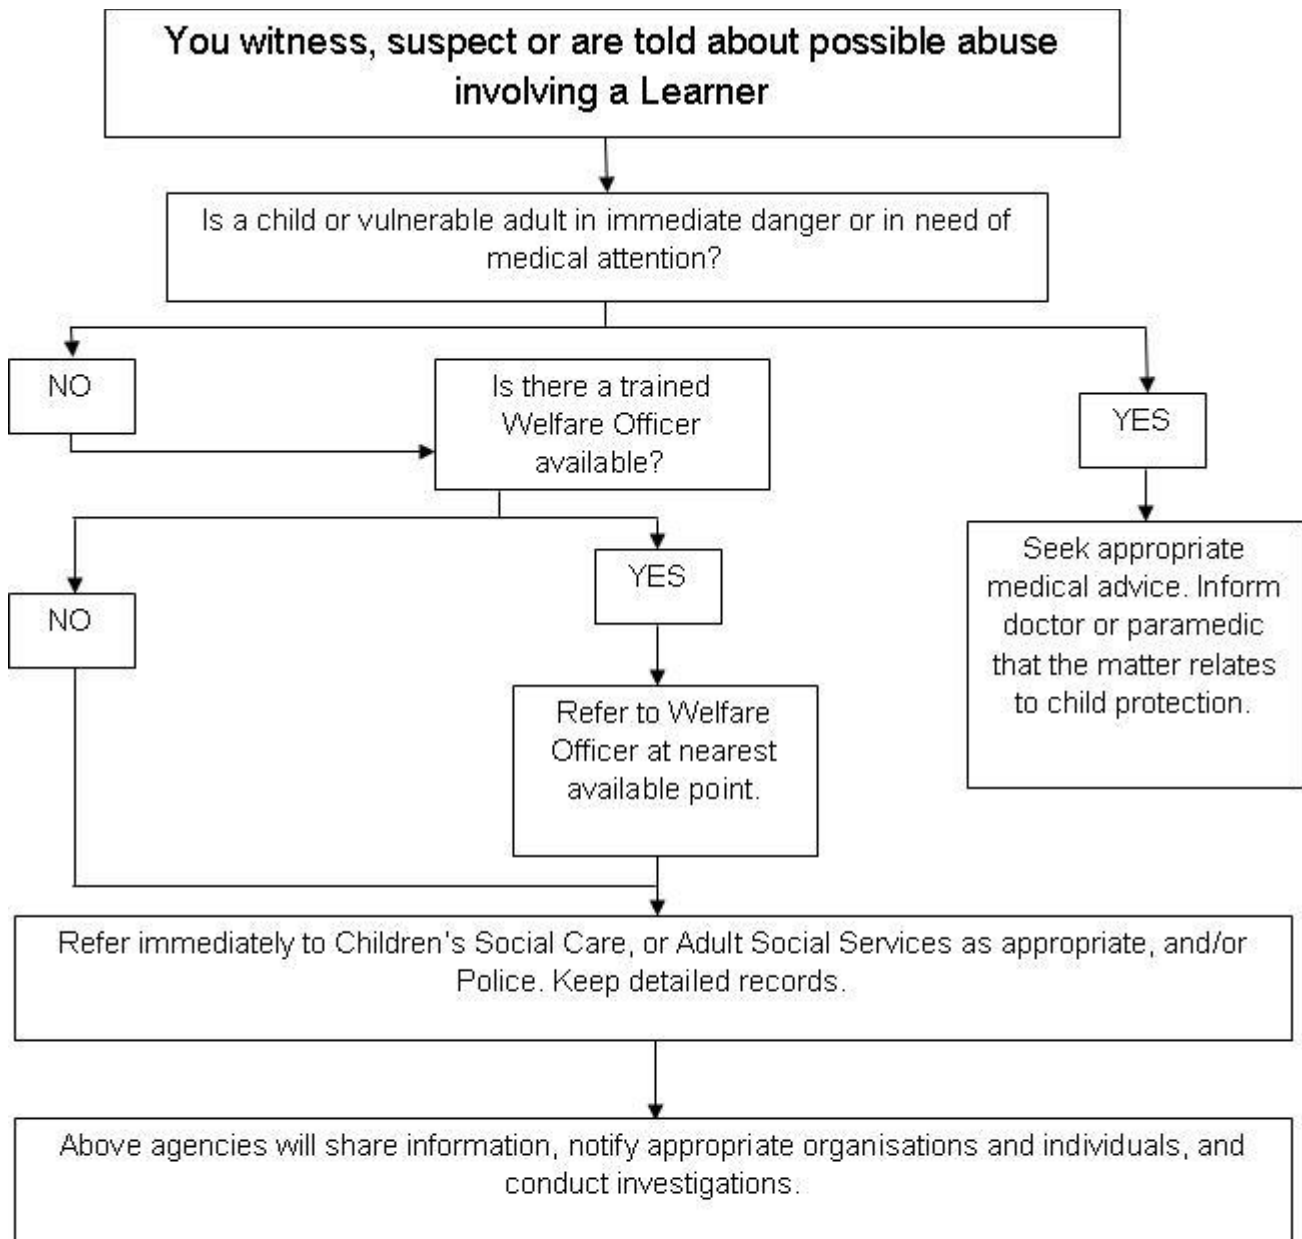 You witness, suspect or are told about possible abuse
involving a Learner
Is a child or vulnerable adult in immediate danger or in need of
medical attention?
NO
Is there a trained
Welfare Officer
available?
YES
NO
YES
Seek appropriate
medical advice. Inform
doctor or paramedic
that the matter relates
to child protection.
Refer to Welfare
Officer at nearest
available point.
Refer immediately to Children's Social Care, or Adult Social Services as appropriate, and/or
Police. Keep detailed records.
Above agencies will share information, notify appropriate organisations and individuals, and
conduct investigations.